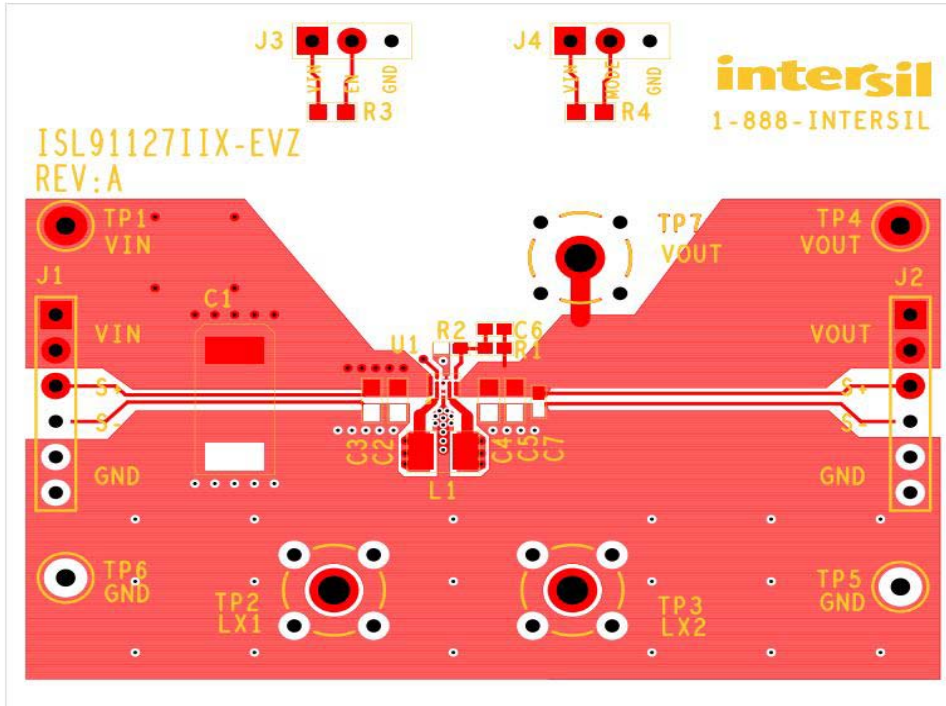 J3
VIN
EN
GND
R3
J4
VIN
MODE
GND
R4
intersil
1-888-INTERSIL
ISL91127IIX-EVZ
REV:A
TP1
VIN
TP7
VOUT
TP4
VOUT
J1
J2
C1
VIN
VOUT
U1
R2
C6
R1
S+
S-
S+
S-
C3
C2
C4
C5
C7
L1
GND
GND
TP6
GND
TP2
LX1
TP3
LX2
TP5
GND